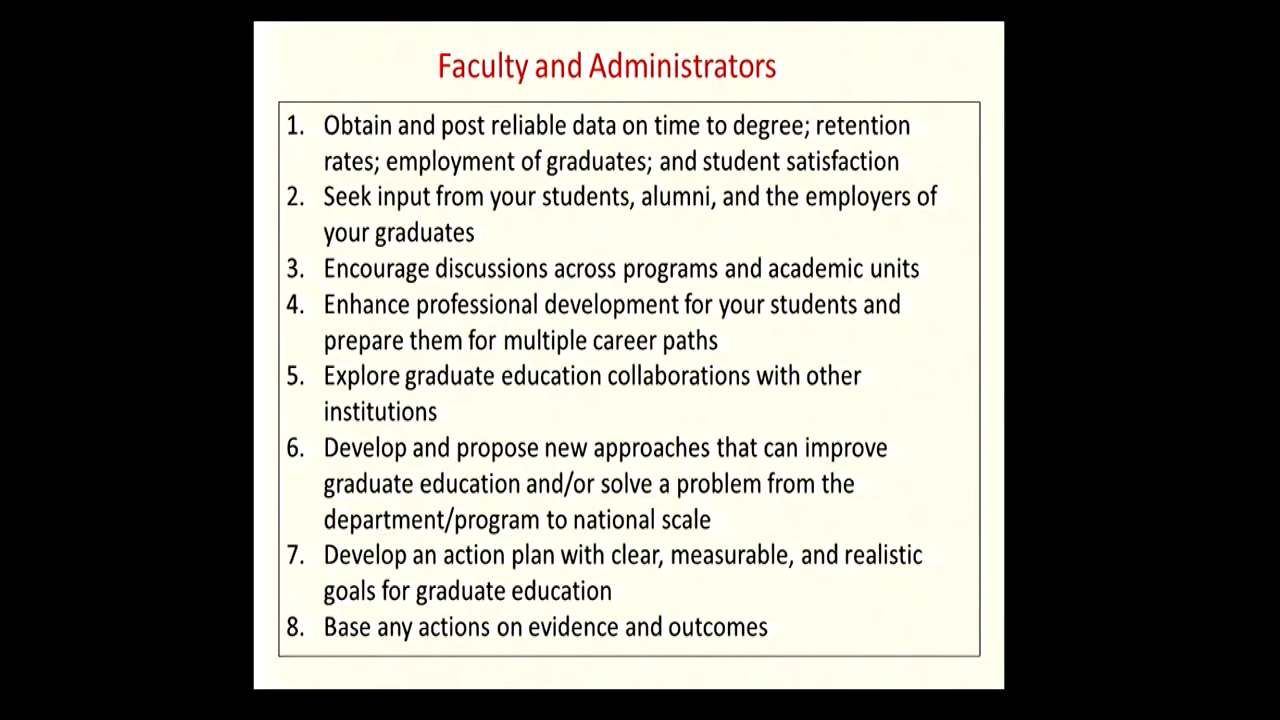 Faculty and Administrators
1. Obtain and post reliable data on time to degree; retention
rates; employment of graduates; and student satisfaction
2. Seek input from your students, alumni, and the employers of
your graduates
3. Encourage discussions across programs and academic units
4. Enhance professional development for your students and
prepare them for multiple career paths
5. Explore graduate education collaborations with other
institutions
6. Develop and propose new approaches that can improve
graduate education and/or solve a problem from the
department/program to national scale
7. Develop an action plan with clear, measurable, and realistic
goals for graduate education
8. Base any actions on evidence and outcomes